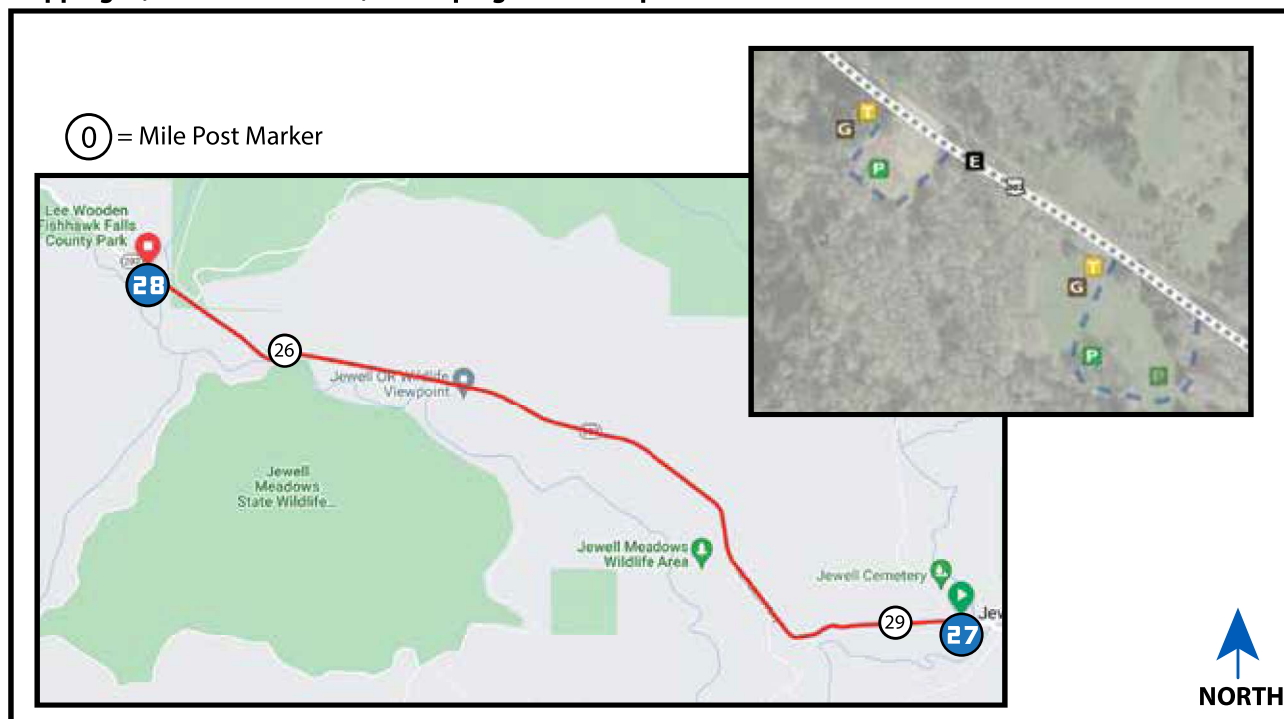 0 = Mile Post Marker
Lee Wooden
Fishhawk Falls
County Park
28
26
Jewell OR Wildlife
Viewpoint
Jewell
Meadows
State Wildlife...
Jewell Meadows
Wildlife Area
Jewell Cemetery
29
27
T
G
P
E
T
G
P
P
NORTH